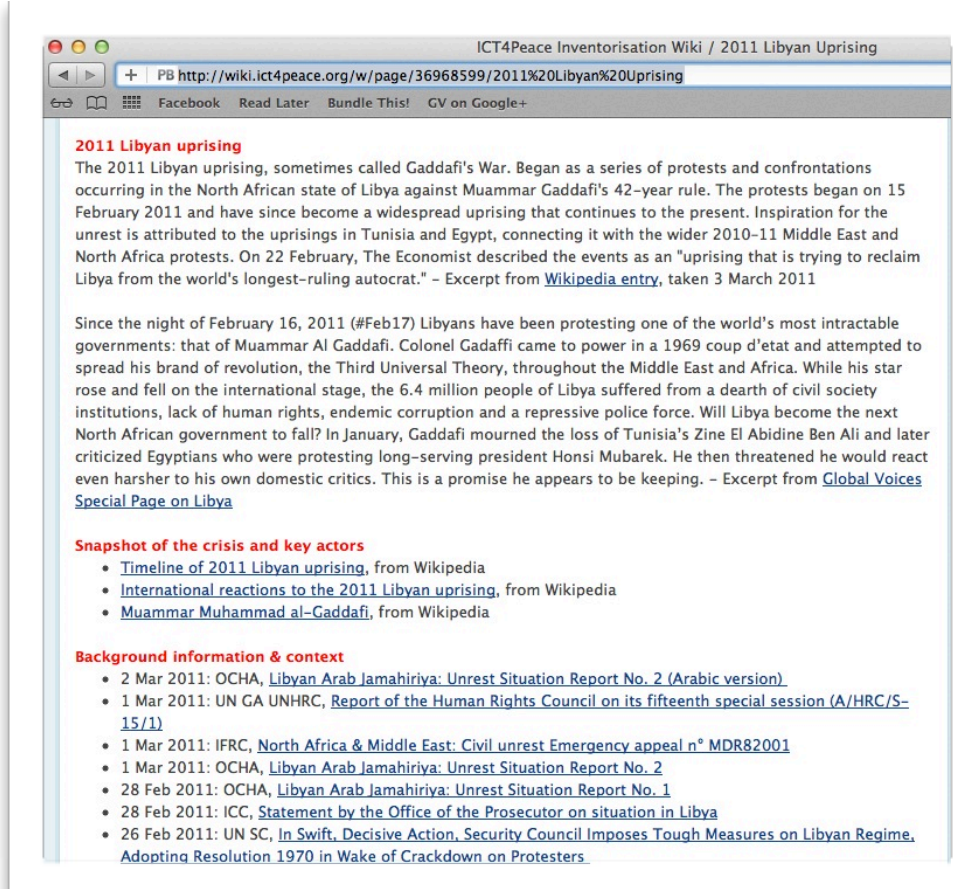 ICT4Peace Inventorisation Wiki / 2011 Libyan Uprising
+ PB http://wiki.ict4peace.org/w/page/36968599/2011%20Libyan%20Uprising
Facebook Read Later Bundle This! GV on Google+
2011 Libyan uprising
The 2011 Libyan uprising, sometimes called Gaddafi's War. Began as a series of protests and confrontations
occurring in the North African state of Libya against Muammar Gaddafi's 42-year rule. The protests began on 15
February 2011 and have since become a widespread uprising that continues to the present. Inspiration for the
unrest is attributed to the uprisings in Tunisia and Egypt, connecting it with the wider 2010-11 Middle East and
North Africa protests. On 22 February, The Economist described the events as an "uprising that is trying to reclaim
Libya from the world's longest-ruling autocrat." – Excerpt from Wikipedia entry, taken 3 March 2011
Since the night of February 16, 2011 (#Feb17) Libyans have been protesting one of the world's most intractable
governments: that of Muammar Al Gaddafi. Colonel Gadaffi came to power in a 1969 coup d'etat and attempted to
spread his brand of revolution, the Third Universal Theory, throughout the Middle East and Africa. While his star
rose and fell on the international stage, the 6.4 million people of Libya suffered from a dearth of civil society
institutions, lack of human rights, endemic corruption and a repressive police force. Will Libya become the next
North African government to fall? In January, Gaddafi mourned the loss of Tunisia's Zine El Abidine Ben Ali and later
criticized Egyptians who were protesting long-serving president Honsi Mubarek. He then threatened he would react
even harsher to his own domestic critics. This is a promise he appears to be keeping. – Excerpt from Global Voices
Special Page on Libya
Snapshot of the crisis and key actors
• Timeline of 2011 Libyan uprising, from Wikipedia
• International reactions to the 2011 Libyan uprising, from Wikipedia
• Muammar Muhammad al-Gaddafi, from Wikipedia
Background information & context
• 2 Mar 2011: OCHA, Libyan Arab Jamahiriya: Unrest Situation Report No. 2 (Arabic version)
• 1 Mar 2011: UN GA UNHRC, Report of the Human Rights Council on its fifteenth special session (A/HRC/S-
15/1)
• 1 Mar 2011: IFRC, North Africa & Middle East: Civil unrest Emergency appeal n° MDR82001
• 1 Mar 2011: OCHA, Libyan Arab Jamahiriya: Unrest Situation Report No. 2
• 28 Feb 2011: OCHA, Libyan Arab Jamahiriya: Unrest Situation Report No. 1
• 28 Feb 2011: ICC, Statement by the Office of the Prosecutor on situation in Libya
• 26 Feb 2011: UN SC, In Swift, Decisive Action, Security Council Imposes Tough Measures on Libyan Regime,
Adopting Resolution 1970 in Wake of Crackdown on Protesters